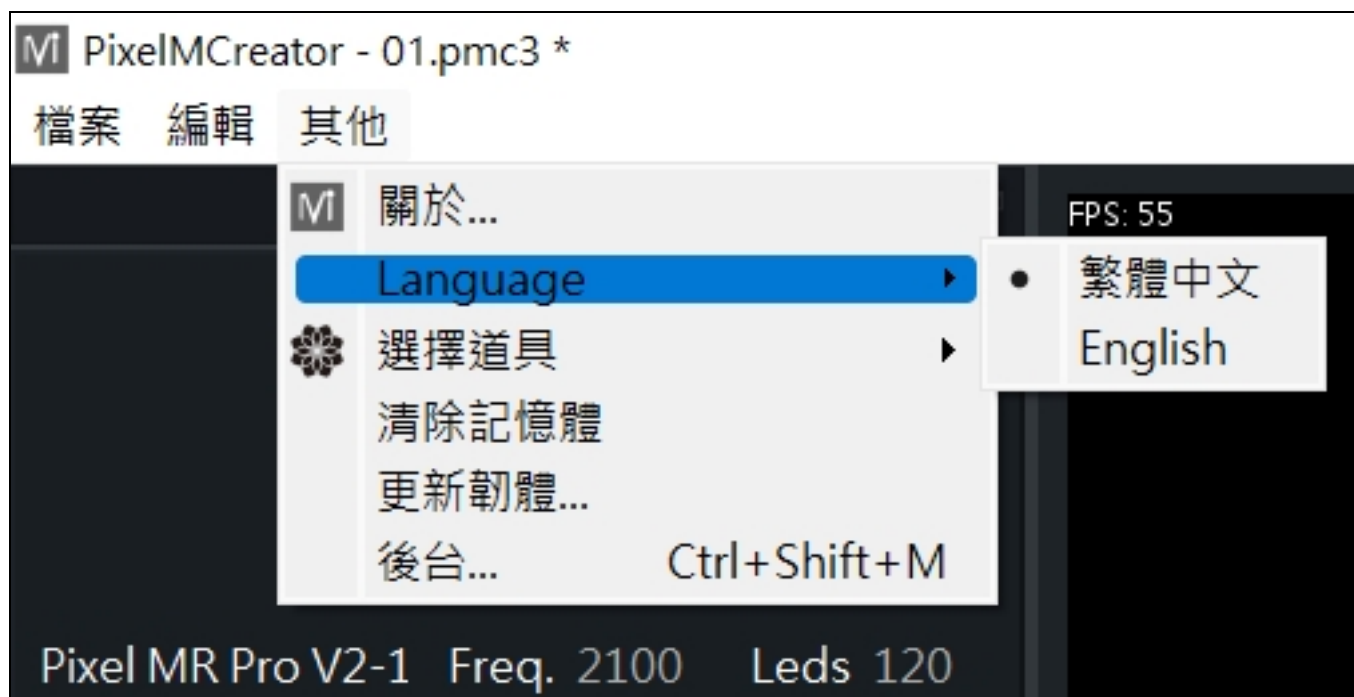 PixelMCreator - 01.pmc3 *
檔案 編輯 其他
關於...
FPS: 55
Language
繁體中文
English
選擇道具
清除記憶體
更新韌體...
後台... Ctrl+Shift+M
Pixel MR Pro V2-1 Freq. 2100 Leds 120